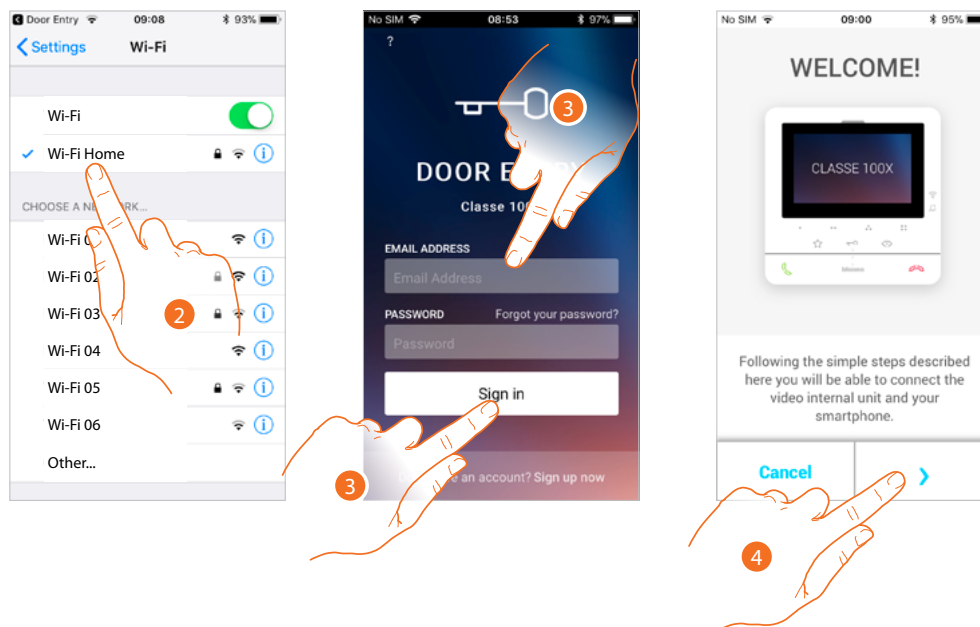 Door Entry 09:08 93%
Settings Wi-Fi
Wi-Fi
Wi-Fi Home
CHOOSE A NETWORK...
Wi-Fi
Wi-Fi 02
Wi-Fi 03
2
Wi-Fi 04
Wi-Fi 05
Wi-Fi 06
Other...
No SIM 08:53 97%
?
3
DOOR E
Classe 10
EMAIL ADDRESS
Email Address
PASSWORD Forgot your password?
Password
Sign in
3
an account? Sign up now
No SIM 09:00 95%
WELCOME!
CLASSE 100X
Following the simple steps described
here you will be able to connect the
video internal unit and your
smartphone.
Cancel
4